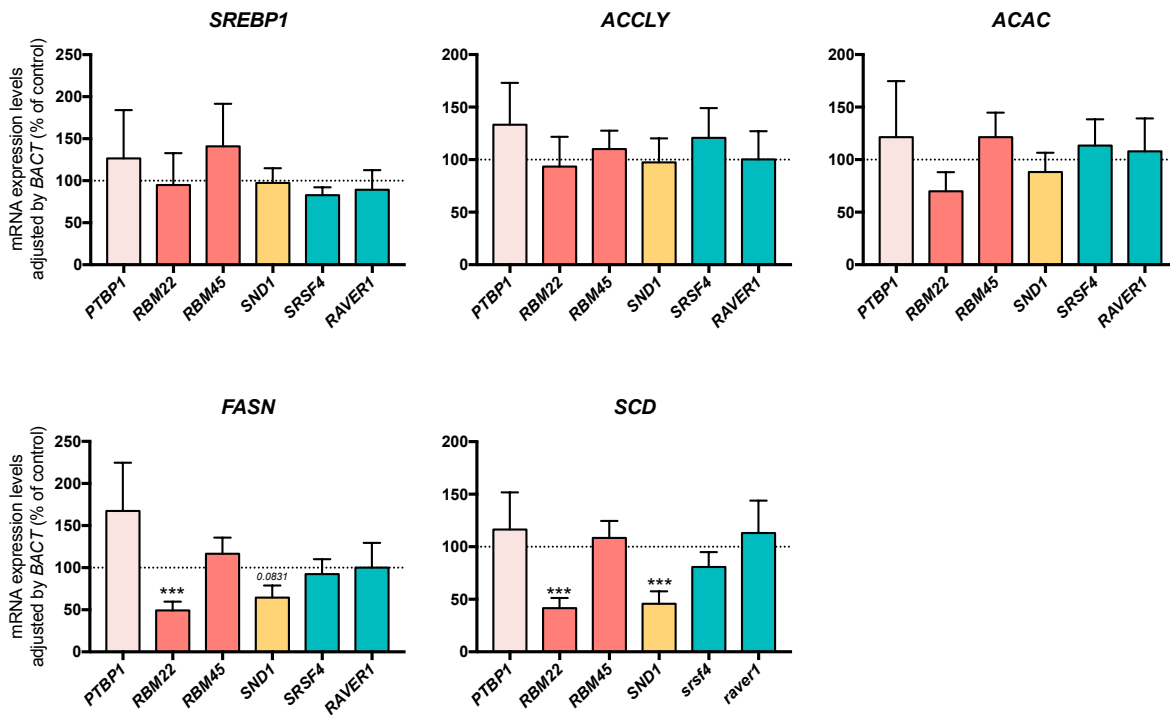 SREBP1
mRNA expression levels
adjusted by BACT (% of control)
250
200
150
100
50
0
PTBP1
RBM22
RBM45
SND1
SRSF4
RAVER1
ACCLY
200
150
100
50
0
PTBP1
RBM22
RBM45
SND1
SRSF4
RAVER1
ACAC
200
150
100
50
0
PTBP1
RBM22
RBM45
SND1
SRSF4
RAVER1
FASN
mRNA expression levels
adjusted by BACT (% of control)
250
200
150
100
50
0
***
0.0831
PTBP1
RBM22
RBM45
SND1
SRSF4
RAVER1
SCD
200
150
100
50
0
***
***
PTBP1
RBM22
RBM45
SND1
srsf4
raver1